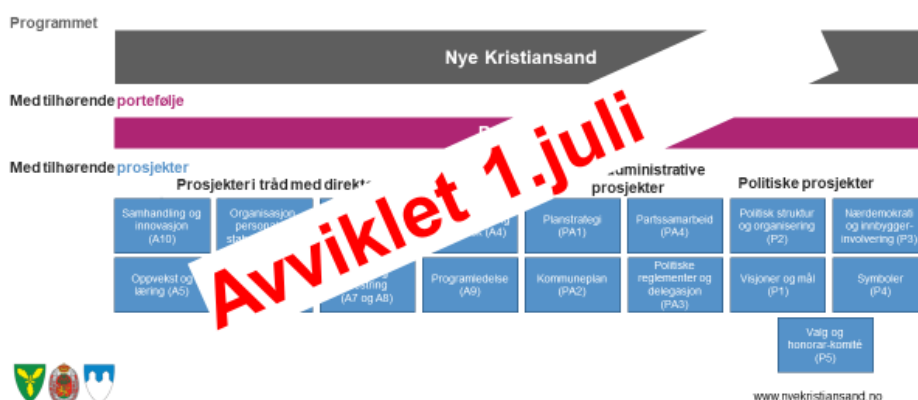 Programmet
Nye Kristiansand
Med tilhørende portefølje
Med tilhørende prosjekter
Prosjekter i tråd med
administrative
prosjekter
Politiske prosjekter
Avviklet 1.juli
Samhandling og
innovasjon
(A10)
Organisasjon
(A4)
Planstrategi
(PA1)
Partssamarbeid
(PA4)
Politisk struktur
og organisering
(P2)
Nærdemokrati
og innbygger-
involvering (P3)
Oppvekst og
læring (A5)
(A7 og A8)
Programledelse
(A9)
Kommuneplan
(PA2)
Politiske
reglementer og
delegasjon
(PA3)
Visjoner og mål
(P1)
Symboler
(P4)
Valg og
honorar-komité
(P5)
www.nyekristiansand.no